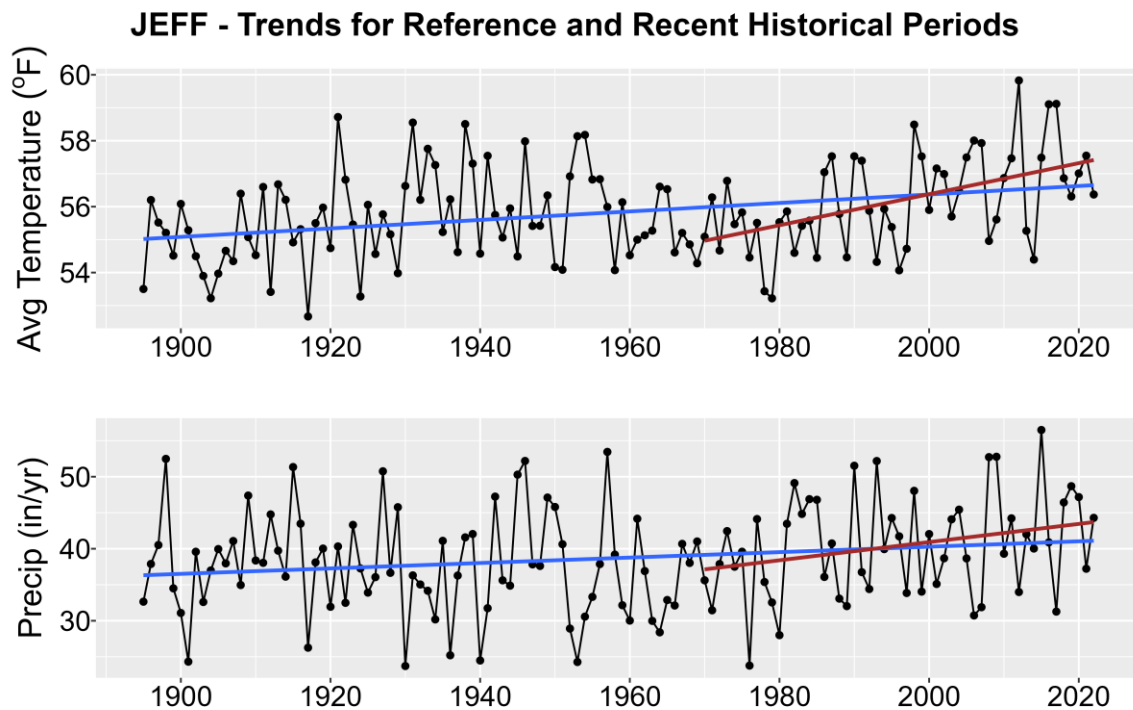 JEFF - Trends for Reference and Recent Historical Periods
Avg Temperature (ºF)
60
58
56
54
1900 1920 1940 1960 1980 2000 2020
Precip (in/yr)
50
40
30
1900 1920 1940 1960 1980 2000 2020